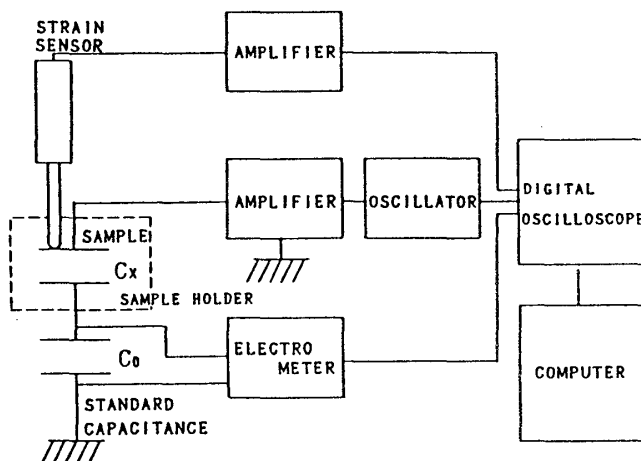 STRAIN
SENSOR
AMPLIFIER
AMPLIFIER
OSCILLATOR
DIGITAL
OSCILLOSCOPE
SAMPLE
Cx
SAMPLE HOLDER
C0
ELECTRO
METER
COMPUTER
STANDARD
CAPACITANCE